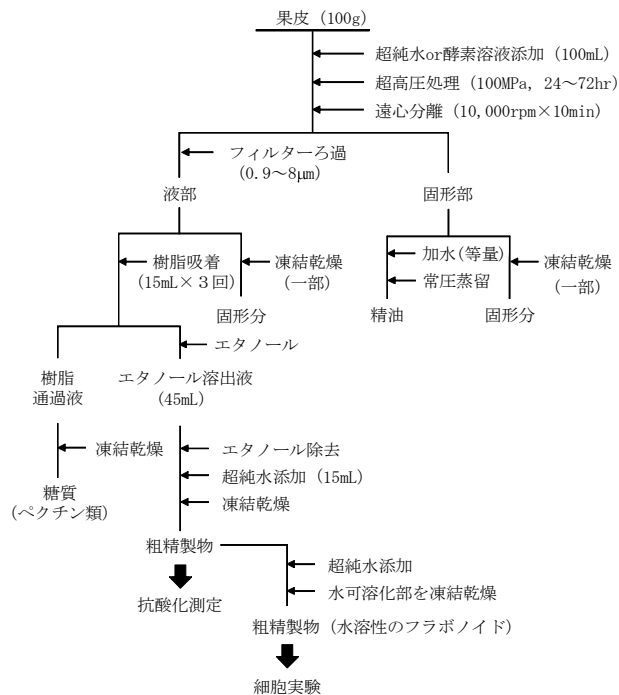 果皮 (100g)
超純水or酵素溶液添加 (100mL)
超高圧処理 (100MPa, 24～72hr)
遠心分離 (10,000rpm×10min)
フィルターろ過
(0.9～8μm)
液部
固形部
樹脂吸着
(15mL×３回)
凍結乾燥
(一部)
加水(等量)
常圧蒸留
凍結乾燥
(一部)
固形分
精油
固形分
エタノール
樹脂
通過液
エタノール溶出液
(45mL)
凍結乾燥
エタノール除去
超純水添加 (15mL)
凍結乾燥
糖質
(ペクチン類)
粗精製物
超純水添加
水可溶化部を凍結乾燥
抗酸化測定
粗精製物 (水溶性のフラボノイド)
細胞実験